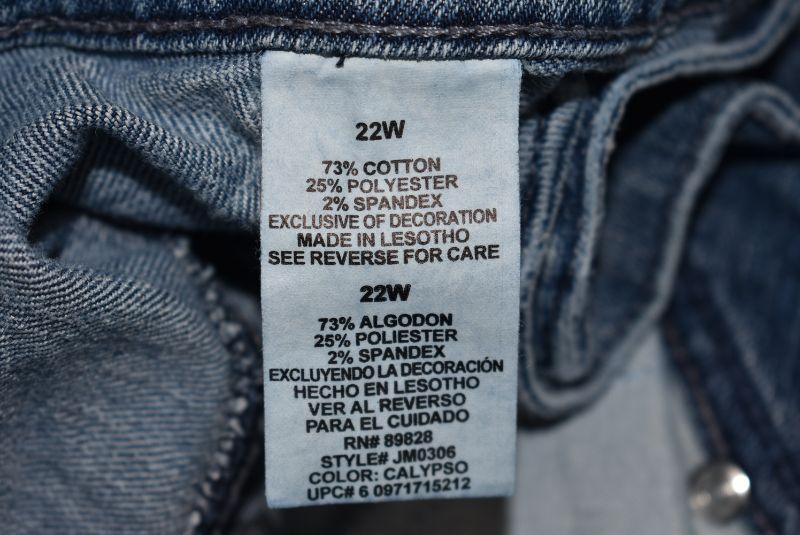 22W
73% COTTON
25% POLYESTER
2% SPANDEX
EXCLUSIVE OF DECORATION
MADE IN LESOTHO
SEE REVERSE FOR CARE
22W
73% ALGODON
25% POLIESTER
2% SPANDEX
EXCLUYENDO LA DECORACIÓN
HECHO EN LESOTHO
VER AL REVERSO
PARA EL CUIDADO
RN# 89828
STYLE# JM0306
COLOR: CALYPSO
UPC# 6 0971715212